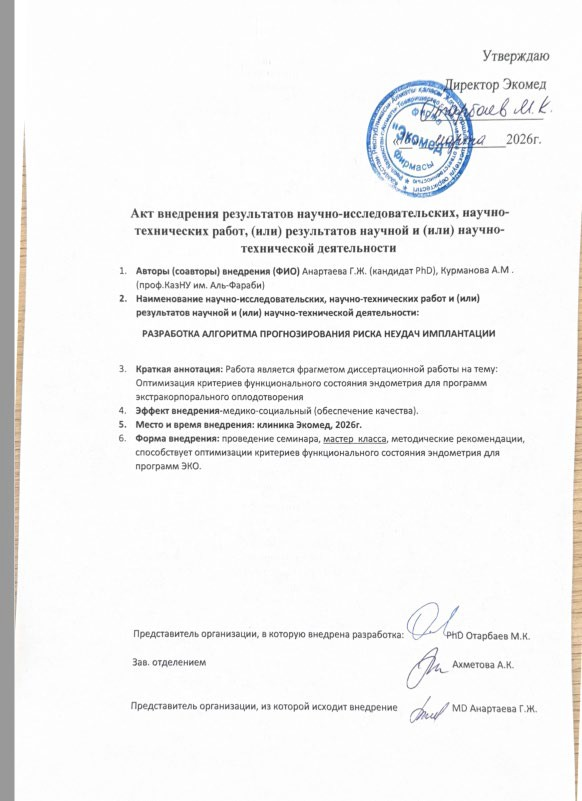 Утверждаю
Директор Экомед
Отарбаев М.К.
марта 2026г.
"Экомед"
фирмасы
Акт внедрения результатов научно-исследовательских, научно-
технических работ, (или) результатов научной и (или) научно-
технической деятельности
1. Авторы (соавторы) внедрения (ФИО) Анартаева Г.Ж. (кандидат PhD), Курманова А.М .
(проф.КазНУ им. Аль-Фараби)
2. Наименование научно-исследовательских, научно-технических работ и (или)
результатов научной и (или) научно-технической деятельности:
РАЗРАБОТКА АЛГОРИТМА ПРОГНОЗИРОВАНИЯ РИСКА НЕУДАЧ ИМПЛАНТАЦИИ
3. Краткая аннотация: Работа является фрагметом диссертационной работы на тему:
Оптимизация критериев функционального состояния эндометрия для программ
экстракорпорального оплодотворения
4. Эффект внедрения-медико-социальный (обеспечение качества).
5. Место и время внедрения: клиника Экомед, 2026г.
6. Форма внедрения: проведение семинара, мастер класса, методические рекомендации,
способствует оптимизации критериев функционального состояния эндометрия для
программ ЭКО.
Представитель организации, в которую внедрена разработка: PhD Отарбаев М.К.
Зав. отделением Ахметова А.К.
Представитель организации, из которой исходит внедрение MD Анартаева Г.Ж.